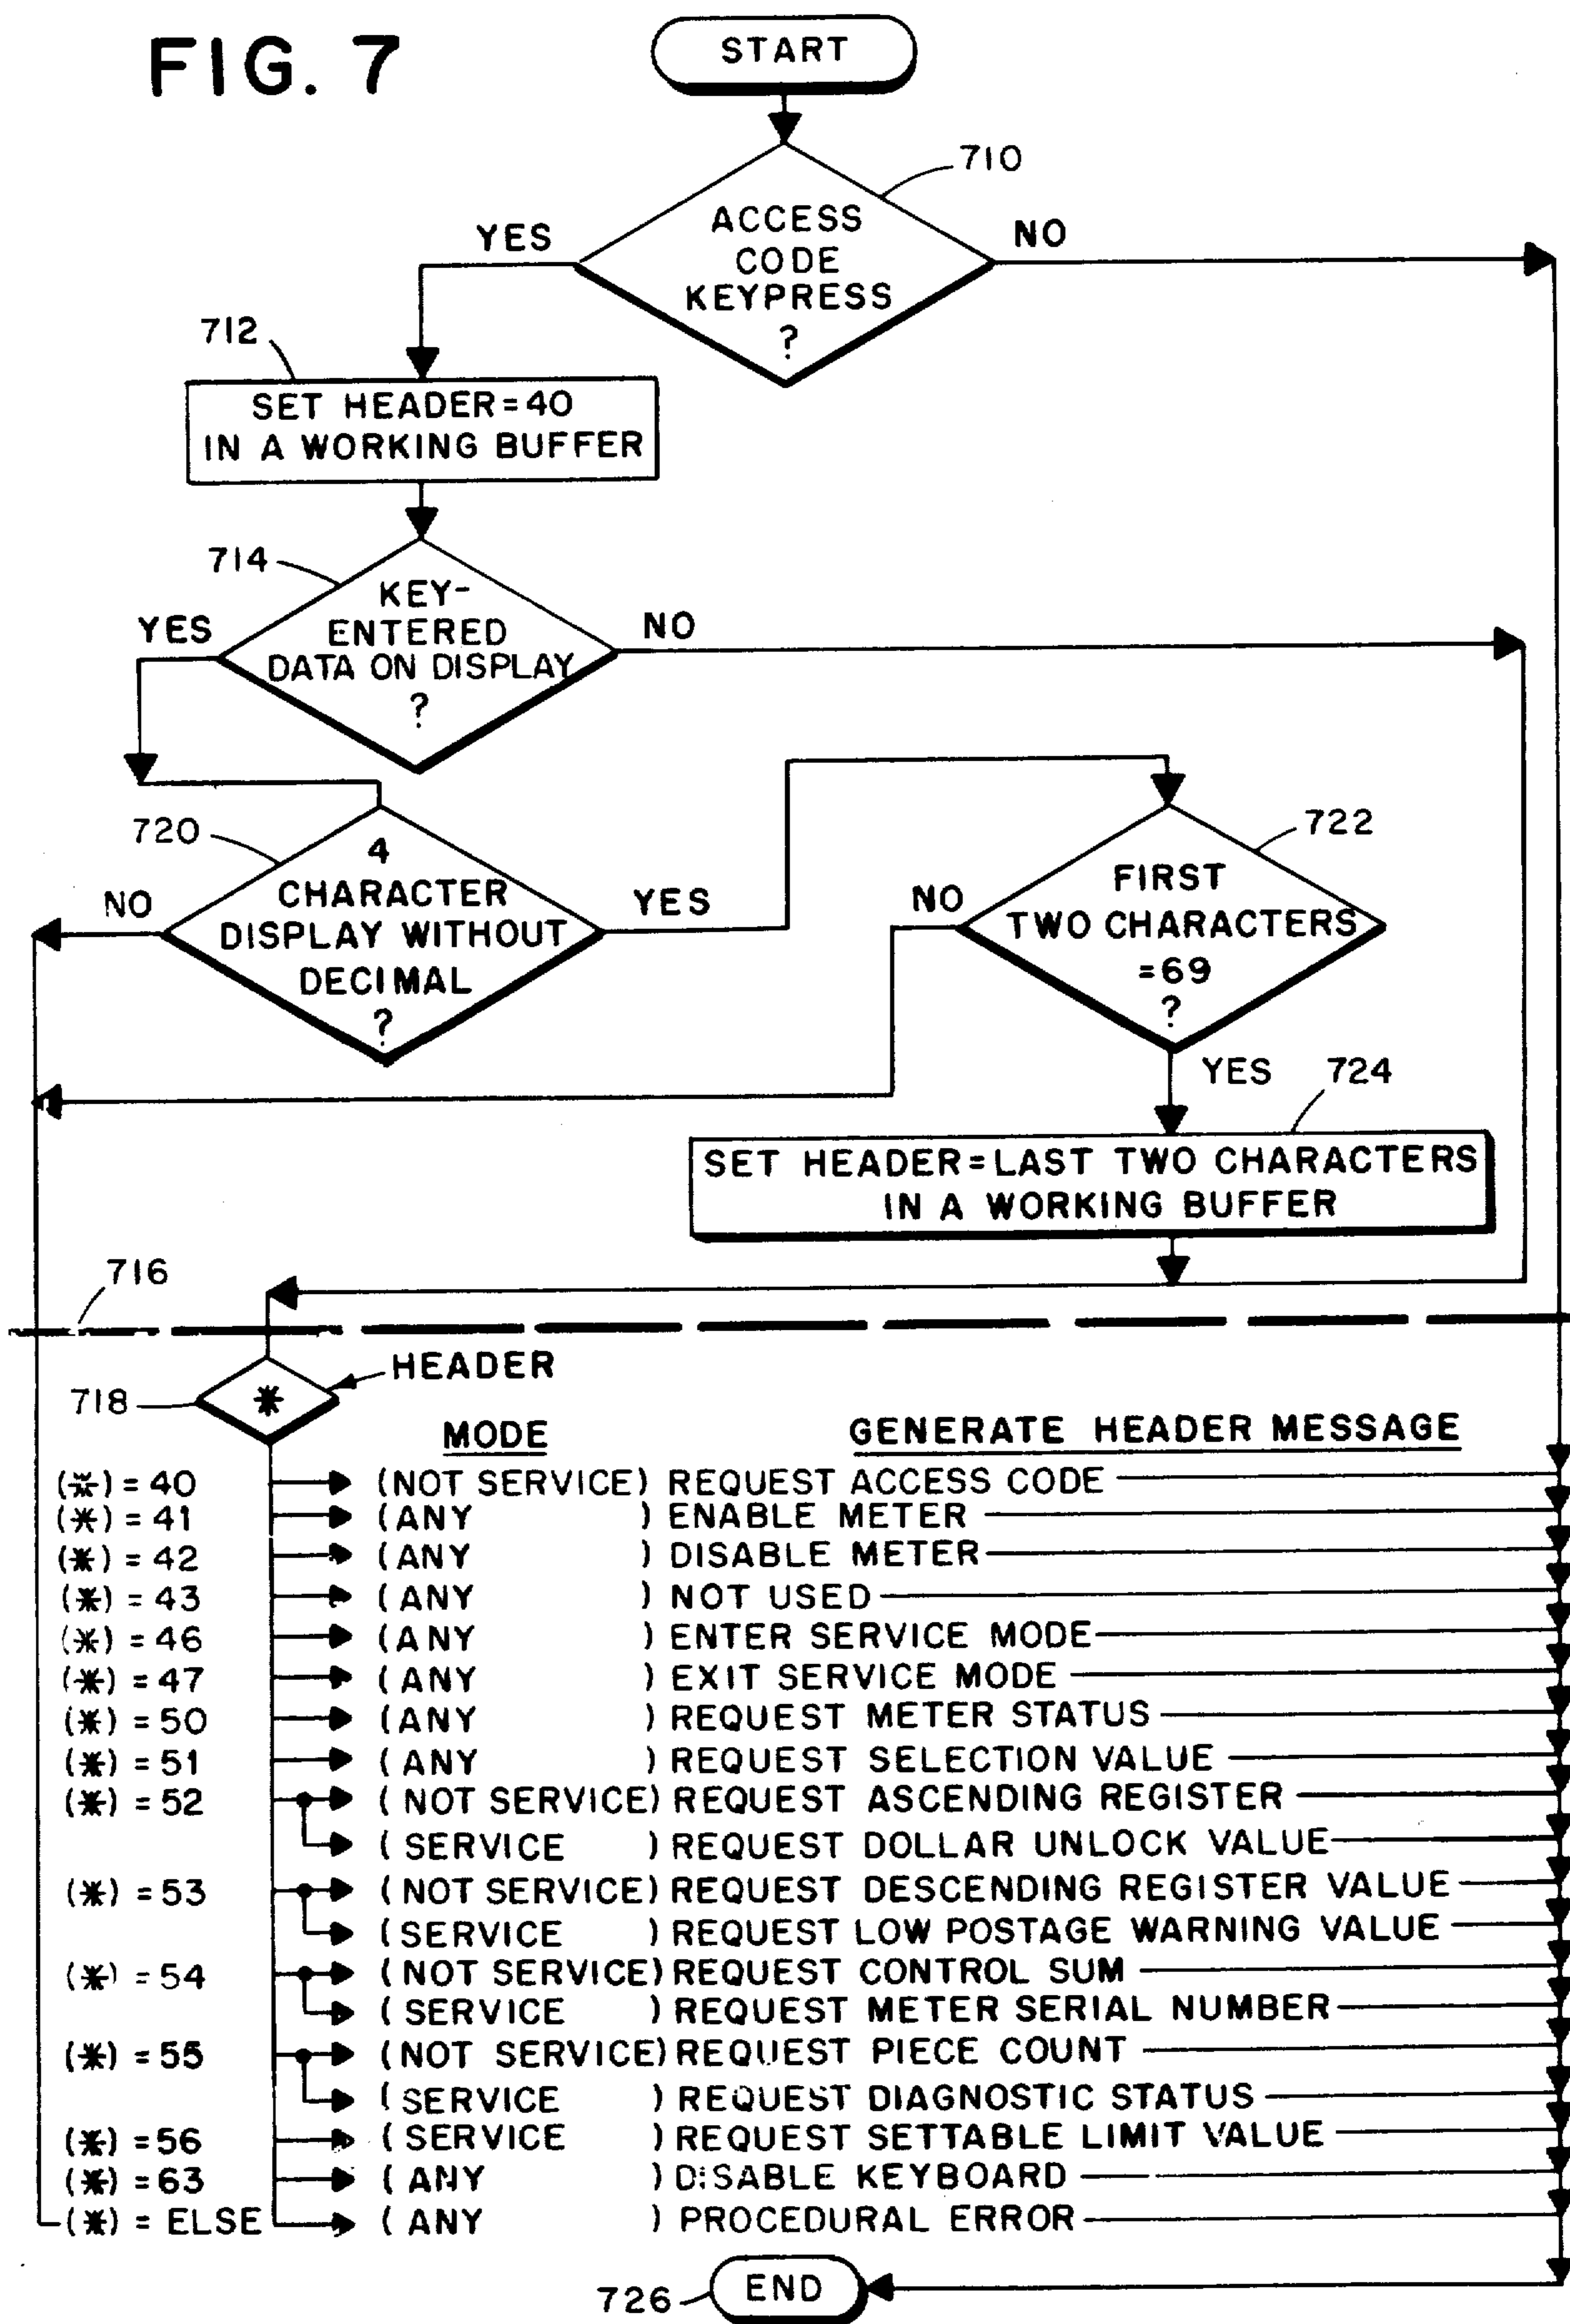 FIG. 7
START
710
ACCESS
CODE
KEYPRESS
?
YES
NO
712
SET HEADER=40
IN A WORKING BUFFER
714
KEY-
ENTERED
DATA ON DISPLAY
?
YES
NO
720
4
CHARACTER
DISPLAY WITHOUT
DECIMAL
?
NO
YES
722
FIRST
TWO CHARACTERS
=69
?
NO
YES
724
SET HEADER=LAST TWO CHARACTERS
IN A WORKING BUFFER
716
718
*
HEADER
MODE GENERATE HEADER MESSAGE
(*) = 40 (NOT SERVICE) REQUEST ACCESS CODE
(*) = 41 (ANY ) ENABLE METER
(*) = 42 (ANY ) DISABLE METER
(*) = 43 (ANY ) NOT USED
(*) = 46 (ANY ) ENTER SERVICE MODE
(*) = 47 (ANY ) EXIT SERVICE MODE
(*) = 50 (ANY ) REQUEST METER STATUS
(*) = 51 (ANY ) REQUEST SELECTION VALUE
(*) = 52 (NOT SERVICE) REQUEST ASCENDING REGISTER
(SERVICE ) REQUEST DOLLAR UNLOCK VALUE
(*) = 53 (NOT SERVICE) REQUEST DESCENDING REGISTER VALUE
(SERVICE ) REQUEST LOW POSTAGE WARNING VALUE
(*) = 54 (NOT SERVICE) REQUEST CONTROL SUM
(SERVICE ) REQUEST METER SERIAL NUMBER
(*) = 55 (NOT SERVICE) REQUEST PIECE COUNT
(SERVICE ) REQUEST DIAGNOSTIC STATUS
(*) = 56 (SERVICE ) REQUEST SETTABLE LIMIT VALUE
(*) = 63 (ANY ) DISABLE KEYBOARD
(*) = ELSE (ANY ) PROCEDURAL ERROR
726
END